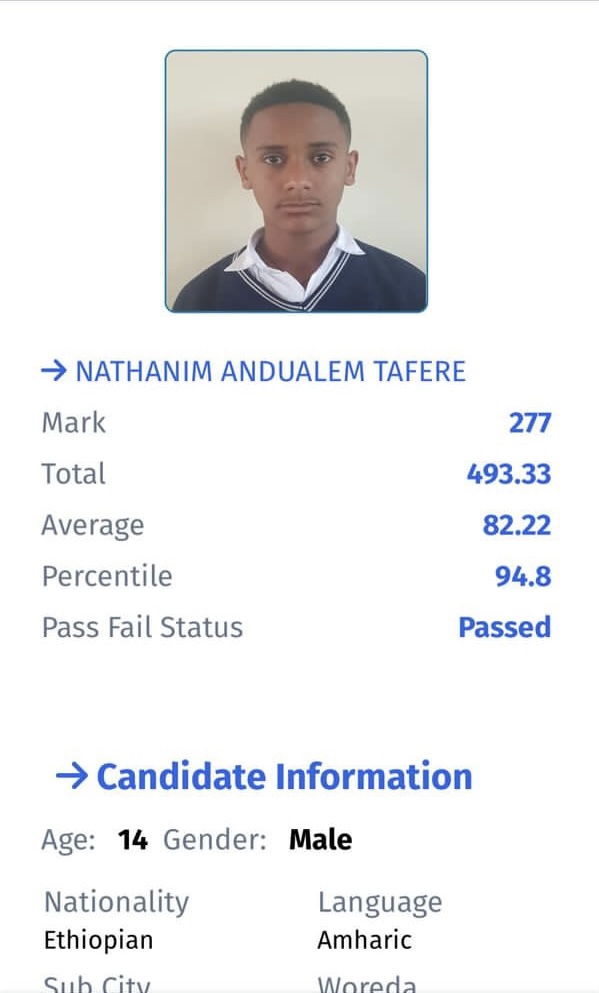 → NATHANIM ANDUALEM TAFERE
Mark 277
Total 493.33
Average 82.22
Percentile 94.8
Pass Fail Status Passed
→ Candidate Information
Age: 14 Gender: Male
Nationality Language
Ethiopian Amharic
Sub City Woreda